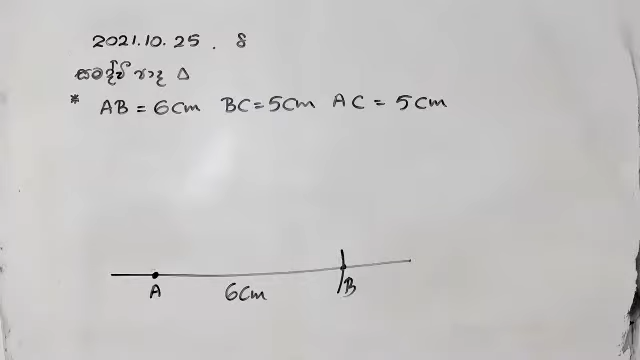 2021.10.25. 8
සමද්වි පාද Δ
* AB = 6cm BC = 5cm AC = 5cm
A 6cm B